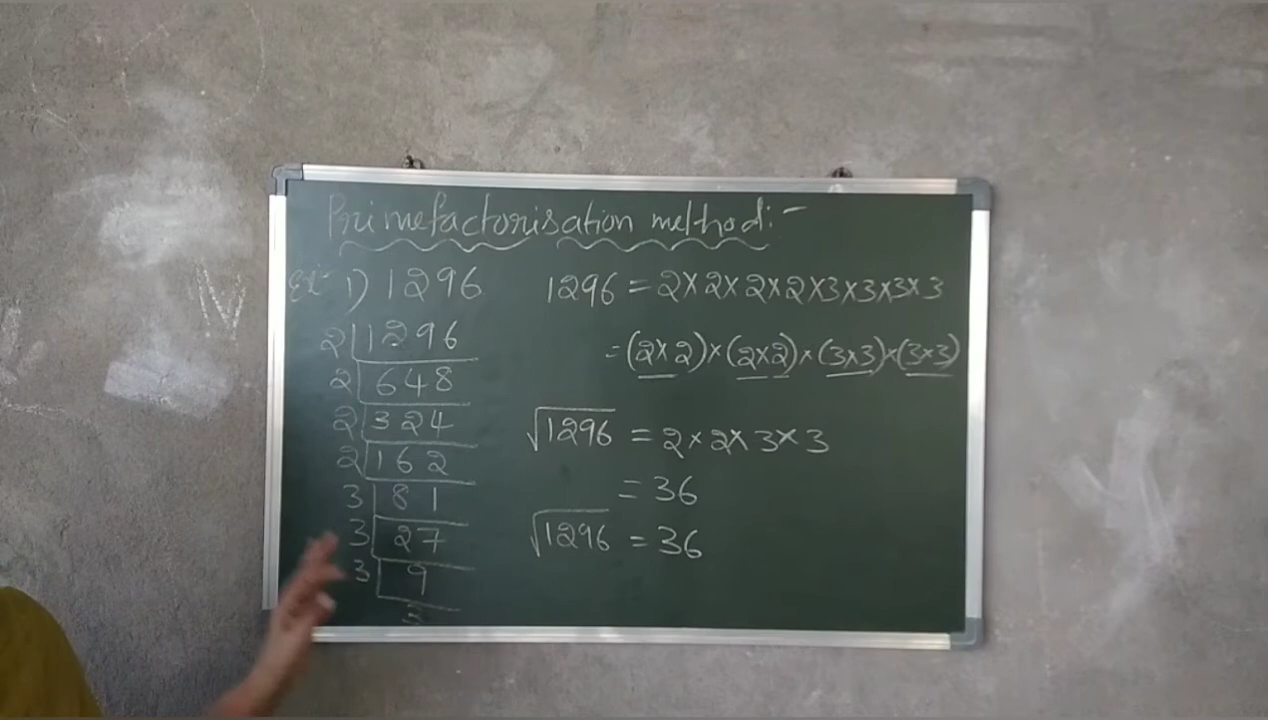 Primefactorisation method:-
Ex:- 1) 1296
2 | 1296
2 | 648
2 | 324
2 | 162
3 | 81
3 | 27
3 | 9
3
1296 = 2×2×2×2×3×3×3×3
= (2×2)×(2×2)×(3×3)×(3×3)
√1296 = 2×2×3×3
= 36
√1296 = 36